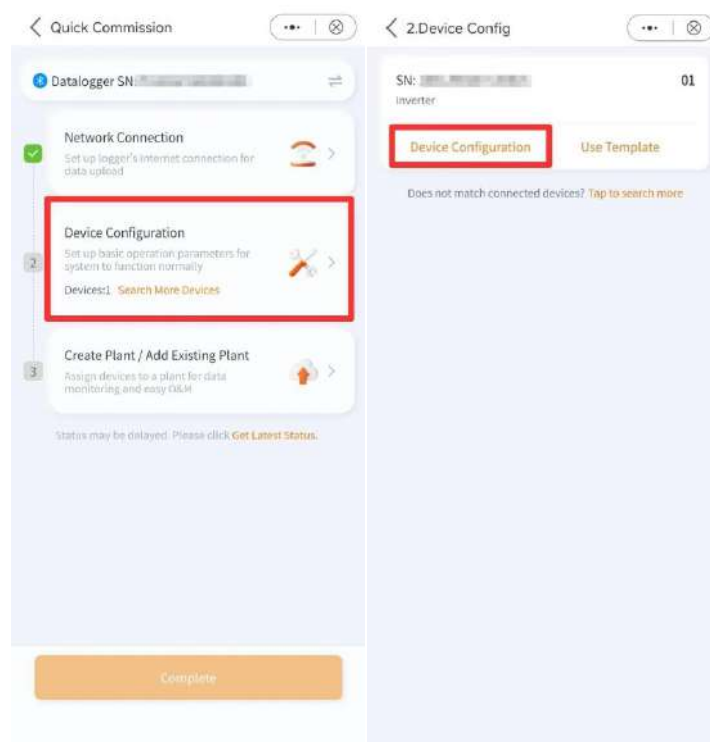 Quick Commission
Datalogger SN:
Network Connection
Set up logger's internet connection for
data upload
2
Device Configuration
Set up basic operation parameters for
system to function normally
Devices:1 Search More Devices
3
Create Plant / Add Existing Plant
Assign devices to a plant for data
monitoring and easy O&M
Status may be delayed. Please click Get Latest Status.
Complete
2.Device Config
SN: 01
Inverter
Device Configuration Use Template
Does not match connected devices? Tap to search more